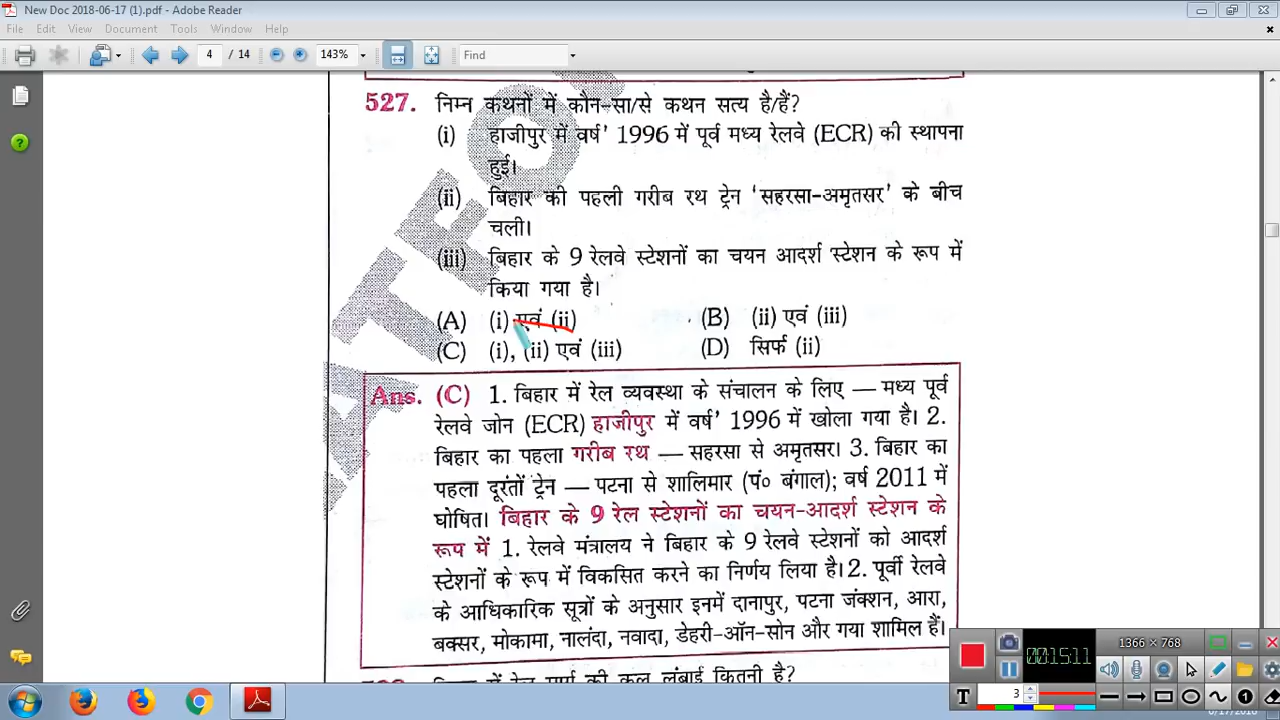 New Doc 2018-06-17 (1).pdf - Adobe Reader
File Edit View Document Tools Window Help
4 / 14 143% Find
527. निम्न कथनों में कौन-सा/से कथन सत्य है/हैं?
(i) हाजीपुर में वर्ष' 1996 में पूर्व मध्य रेलवे (ECR) की स्थापना
हुई।
(ii) बिहार की पहली गरीब रथ ट्रेन 'सहरसा-अमृतसर' के बीच
चली।
(iii) बिहार के 9 रेलवे स्टेशनों का चयन आदर्श स्टेशन के रूप में
किया गया है।
(A) (i) एवं (ii) (B) (ii) एवं (iii)
(C) (i), (ii) एवं (iii) (D) सिर्फ (ii)
Ans. (C) 1. बिहार में रेल व्यवस्था के संचालन के लिए — मध्य पूर्व
रेलवे जोन (ECR) हाजीपुर में वर्ष' 1996 में खोला गया है। 2.
बिहार का पहला गरीब रथ — सहरसा से अमृतसर। 3. बिहार का
पहला दूरंतों ट्रेन — पटना से शालिमार (पं० बंगाल); वर्ष 2011 में
घोषित। बिहार के 9 रेल स्टेशनों का चयन-आदर्श स्टेशन के
रूप में 1. रेलवे मंत्रालय ने बिहार के 9 रेलवे स्टेशनों को आदर्श
स्टेशनों के रूप में विकसित करने का निर्णय लिया है। 2. पूर्वी रेलवे
के आधिकारिक सूत्रों के अनुसार इनमें दानापुर, पटना जंक्शन, आरा,
बक्सर, मोकामा, नालंदा, नवादा, डेहरी-ऑन-सोन और गया शामिल हैं।
में रेल मार्ग की कुल लंबाई कितनी है?
1366 × 768
00:15:11
T 3